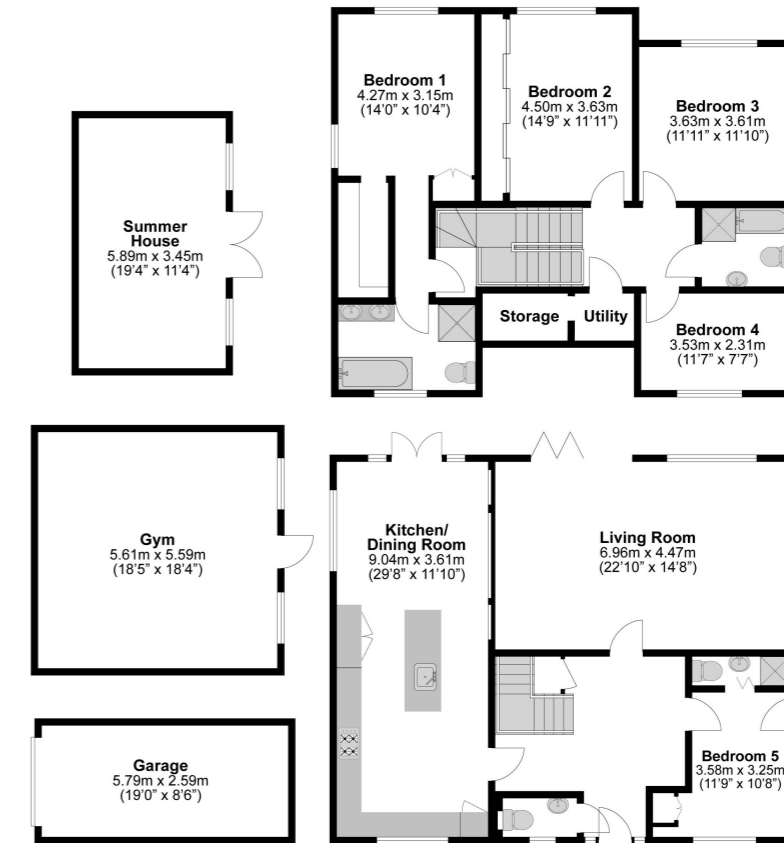 Bedroom 1
4.27m x 3.15m
(14'0" x 10'4")
Bedroom 2
4.50m x 3.63m
(14'9" x 11'11")
Bedroom 3
3.63m x 3.61m
(11'11" x 11'10")
Summer
House
5.89m x 3.45m
(19'4" x 11'4")
Storage
Utility
Bedroom 4
3.53m x 2.31m
(11'7" x 7'7")
Gym
5.61m x 5.59m
(18'5" x 18'4")
Kitchen/
Dining Room
9.04m x 3.61m
(29'8" x 11'10")
Living Room
6.96m x 4.47m
(22'10" x 14'8")
Garage
5.79m x 2.59m
(19'0" x 8'6")
Bedroom 5
3.58m x 3.25m
(11'9" x 10'8")